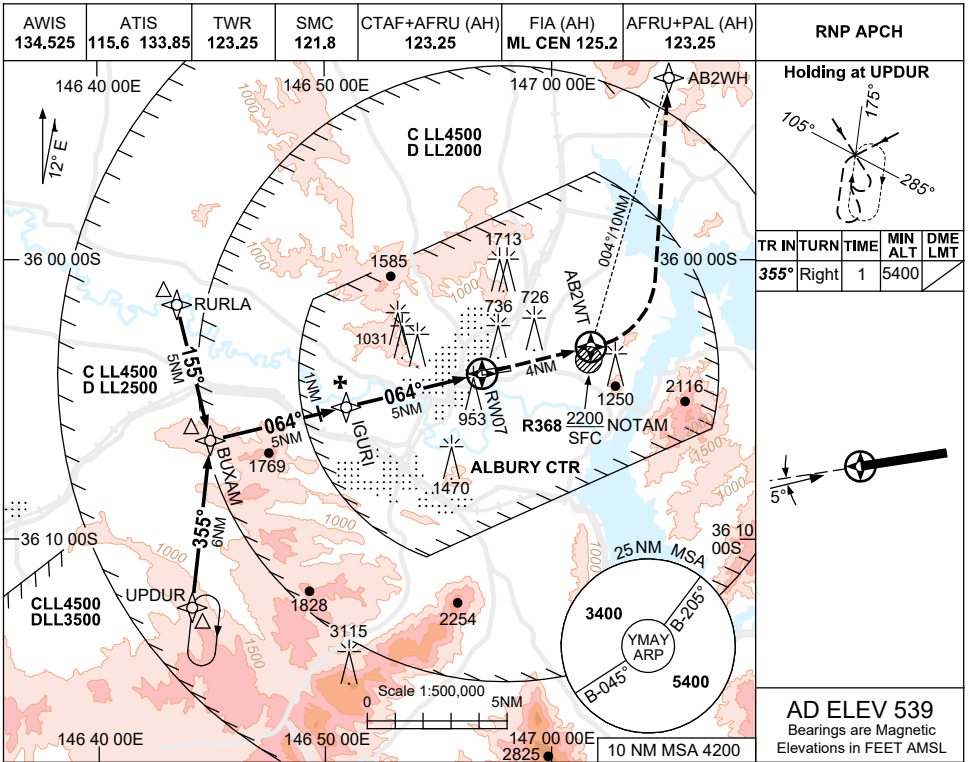 AWIS
134.525
ATIS
115.6 133.85
TWR
123.25
SMC
121.8
CTAF+AFRU (AH)
123.25
FIA (AH)
ML CEN 125.2
AFRU+PAL (AH)
123.25
RNP APCH
146 40 00E
146 50 00E
147 00 00E
AB2WH
12° E
1000
C LL4500
D LL2000
1000
1713
36 00 00S
1585
1000
736
726
AB2WT
004°/10NM
36 00 00S
RURLA
1031
155°
5NM
C LL4500
D LL2500
1NM
064°
5NM
4NM
RW07
064°
5NM
IGURI
953
1250
2116
R368
2200
SFC
NOTAM
1000
1500
BUXAM
1769
1470
ALBURY CTR
1000
355°
6NM
1000
1000
1000
36 10 00S
36 10
00S
25 NM MSA
CLL4500
DLL3500
UPDUR
1828
2254
3115
1500
3400
B-205°
YMAY
ARP
B-045°
5400
Scale 1:500,000
0
5NM
146 40 00E
146 50 00E
147 00 00E
2825
10 NM MSA 4200
Holding at UPDUR
175°
105°
285°
TR IN
TURN
TIME
MIN
ALT
DME
LMT
355°
Right
1
5400
5°
AD ELEV 539
Bearings are Magnetic
Elevations in FEET AMSL